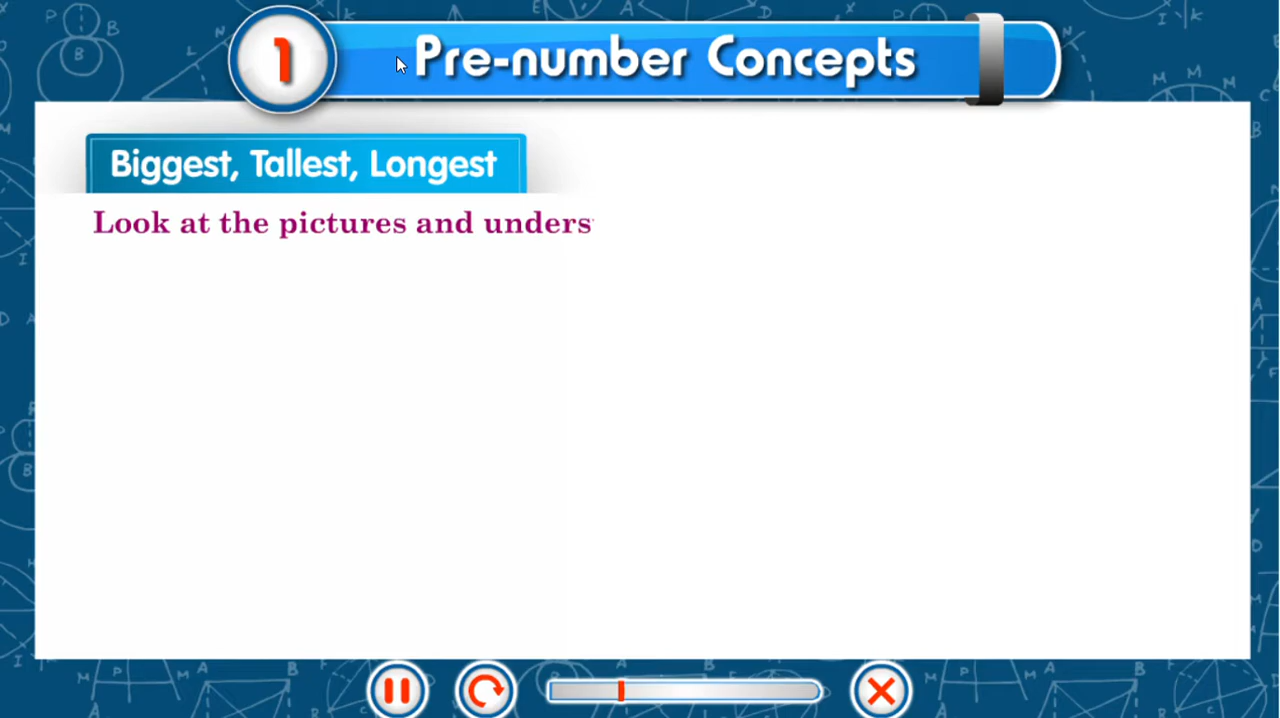 1
Pre-number Concepts
Biggest, Tallest, Longest
Look at the pictures and unders